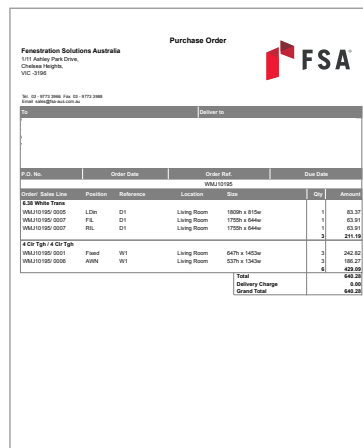 Purchase Order
Fenestration Solutions Australia
1/11 Ashley Park Drive,
Chelsea Heights,
VIC -3196
FSA
Tel: 03 - 9773 3966 Fax: 03 - 9773 3988
Email: sales@fsa-aus.com.au
To Deliver to
P.O. No. Order Date Order Ref. Due Date
WMJ10195
Order/ Sales Line Position Reference Location Size Qty Amount
6.38 White Trans
WMJ10195/ 0005 LDin D1 Living Room 1809h x 815w 1 83.37
WMJ10195/ 0007 FIL D1 Living Room 1755h x 644w 1 63.91
WMJ10195/ 0007 RIL D1 Living Room 1755h x 644w 1 63.91
3 211.19
4 Clr Tgh / 4 Clr Tgh
WMJ10195/ 0001 Fixed W1 Living Room 647h x 1453w 3 242.82
WMJ10195/ 0006 AWN W1 Living Room 537h x 1343w 3 186.27
6 429.09
Total 640.28
Delivery Charge 0.00
Grand Total 640.28